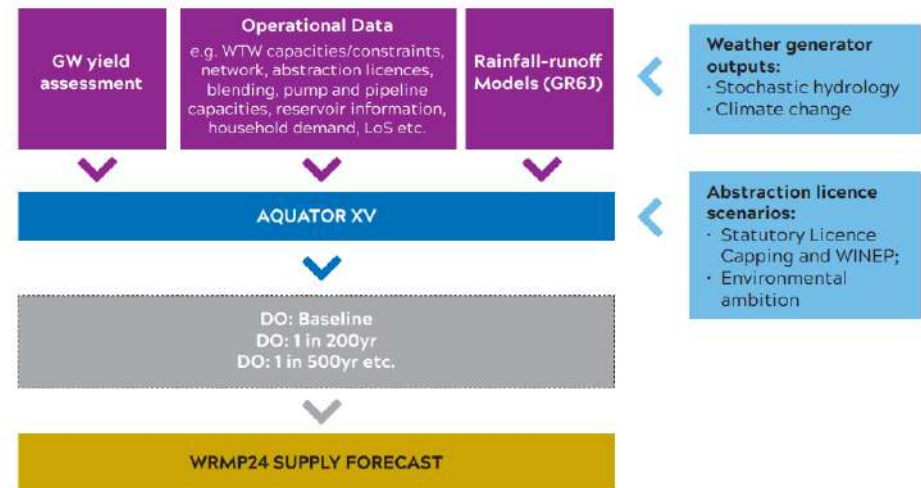 GW yield
assessment
Operational Data
e.g. WTW capacities/constraints,
network, abstraction licences,
blending, pump and pipeline
capacities, reservoir information,
household demand, LoS etc.
Rainfall-runoff
Models (GR6J)
Weather generator
outputs:
· Stochastic hydrology
· Climate change
AQUATOR XV
Abstraction licence
scenarios:
· Statutory Licence
Capping and WINEP;
· Environmental
ambition
DO: Baseline
DO: 1 in 200yr
DO: 1 in 500yr etc.
WRMP24 SUPPLY FORECAST